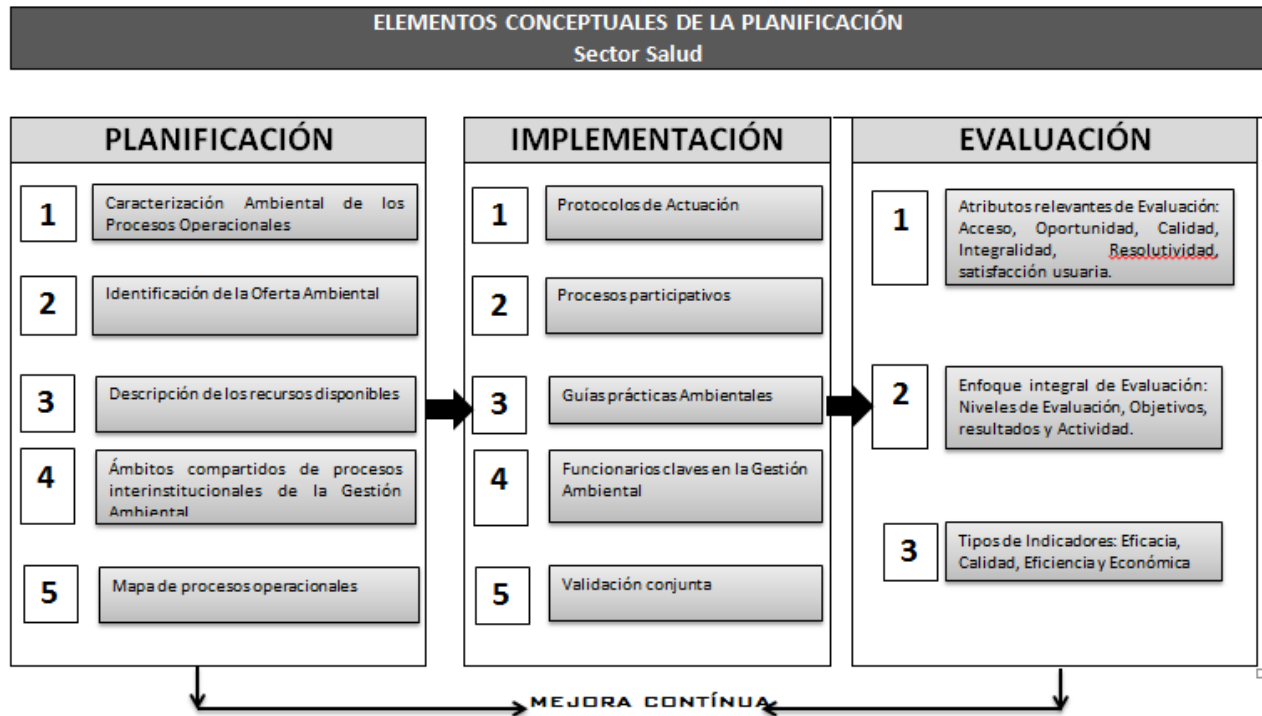 ELEMENTOS CONCEPTUALES DE LA PLANIFICACIÓN
Sector Salud
PLANIFICACIÓN
1
Caracterización Ambiental de los
Procesos Operacionales
2
Identificación de la Oferta Ambiental
3
Descripción de los recursos disponibles
4
Ámbitos compartidos de procesos
interinstitucionales de la Gestión
Ambiental
5
Mapa de procesos operacionales
IMPLEMENTACIÓN
1
Protocolos de Actuación
2
Procesos participativos
3
Guías prácticas Ambientales
4
Funcionarios claves en la Gestión
Ambiental
5
Validación conjunta
EVALUACIÓN
1
Atributos relevantes de Evaluación:
Acceso, Oportunidad, Calidad,
Integralidad, Resolutividad,
satisfacción usuaria.
2
Enfoque integral de Evaluación:
Niveles de Evaluación, Objetivos,
resultados y Actividad.
3
Tipos de Indicadores: Eficacia,
Calidad, Eficiencia y Económica
MEJORA CONTÍNUA